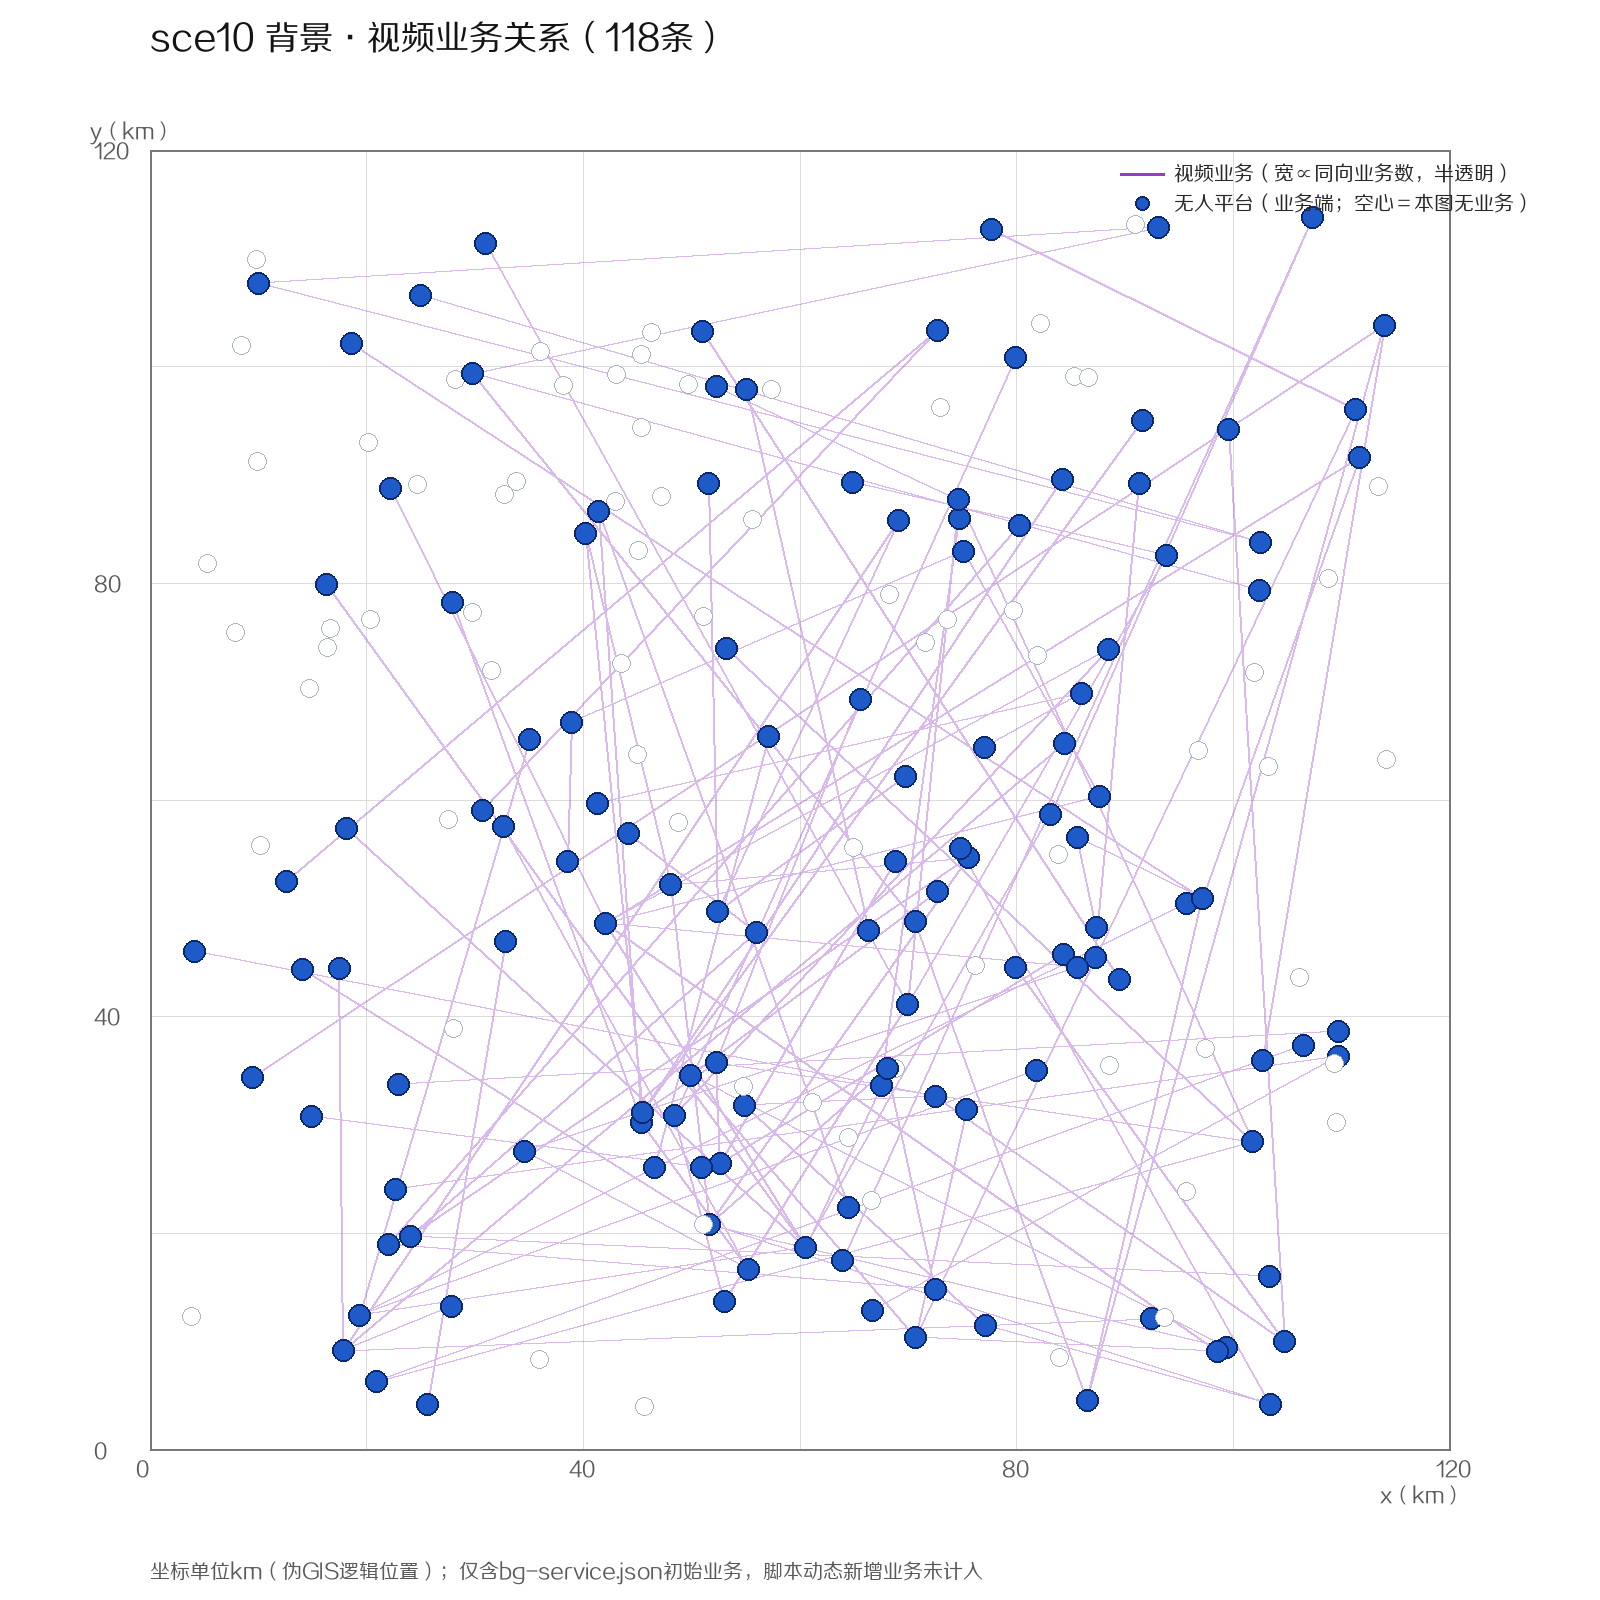 sce10 背景 · 视频业务关系（118条）
y（km）
120
视频业务（宽∝同向业务数，半透明）
无人平台（业务端；空心＝本图无业务）
80
40
0
0 40 80 120
x（km）
坐标单位km（伪GIS逻辑位置）；仅含bg-service.json初始业务，脚本动态新增业务未计入